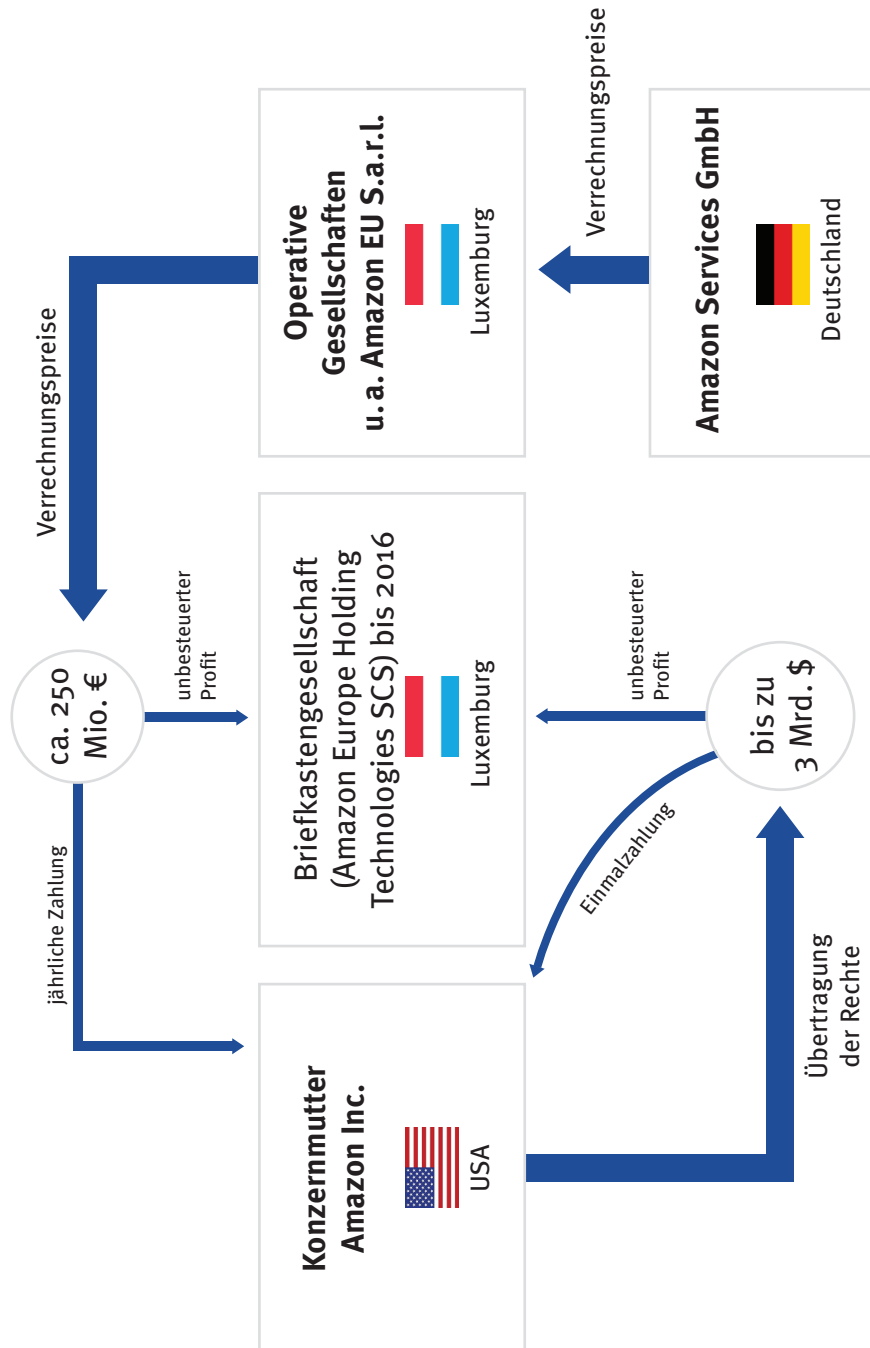 jährliche Zahlung
ca. 250
Mio. €
Verrechnungspreise
unbesteuerter
Profit
Konzernmutter
Amazon Inc.
USA
Briefkastengesellschaft
(Amazon Europe Holding
Technologies SCS) bis 2016
Luxemburg
Operative
Gesellschaften
u. a. Amazon EU S.a.r.l.
Luxemburg
Einmalzahlung
unbesteuerter
Profit
Verrechnungspreise
Übertragung
der Rechte
bis zu
3 Mrd. $
Amazon Services GmbH
Deutschland